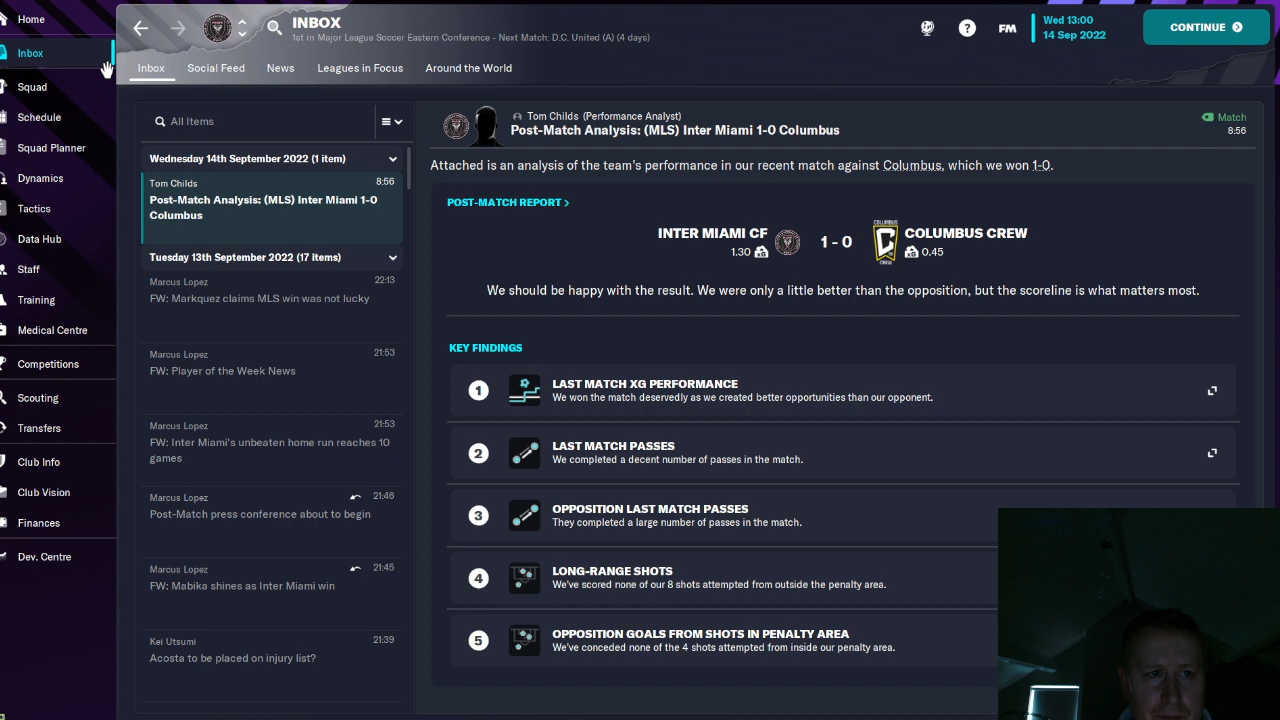 Home
Inbox
Squad
Schedule
Squad Planner
Dynamics
Tactics
Data Hub
Staff
Training
Medical Centre
Competitions
Scouting
Transfers
Club Info
Club Vision
Finances
Dev. Centre
INBOX
1st in Major League Soccer Eastern Conference - Next Match: D.C. United (A) (4 days)
?
FM
Wed 13:00
14 Sep 2022
CONTINUE
Inbox
Social Feed
News
Leagues in Focus
Around the World
All Items
Wednesday 14th September 2022 (1 item)
Tom Childs 8:56
Post-Match Analysis: (MLS) Inter Miami 1-0
Columbus
Tuesday 13th September 2022 (17 items)
Marcus Lopez 22:13
FW: Markquez claims MLS win was not lucky
Marcus Lopez 21:53
FW: Player of the Week News
Marcus Lopez 21:53
FW: Inter Miami's unbeaten home run reaches 10
games
Marcus Lopez 21:46
Post-Match press conference about to begin
Marcus Lopez 21:45
FW: Mabika shines as Inter Miami win
Kei Utsumi 21:39
Acosta to be placed on injury list?
Tom Childs (Performance Analyst)
Post-Match Analysis: (MLS) Inter Miami 1-0 Columbus
Match
8:56
Attached is an analysis of the team's performance in our recent match against Columbus, which we won 1-0.
POST-MATCH REPORT >
INTER MIAMI CF 1 - 0 COLUMBUS CREW
1.30 xG 0.45
We should be happy with the result. We were only a little better than the opposition, but the scoreline is what matters most.
KEY FINDINGS
1 LAST MATCH XG PERFORMANCE
We won the match deservedly as we created better opportunities than our opponent.
2 LAST MATCH PASSES
We completed a decent number of passes in the match.
3 OPPOSITION LAST MATCH PASSES
They completed a large number of passes in the match.
4 LONG-RANGE SHOTS
We've scored none of our 8 shots attempted from outside the penalty area.
5 OPPOSITION GOALS FROM SHOTS IN PENALTY AREA
We've conceded none of the 4 shots attempted from inside our penalty area.